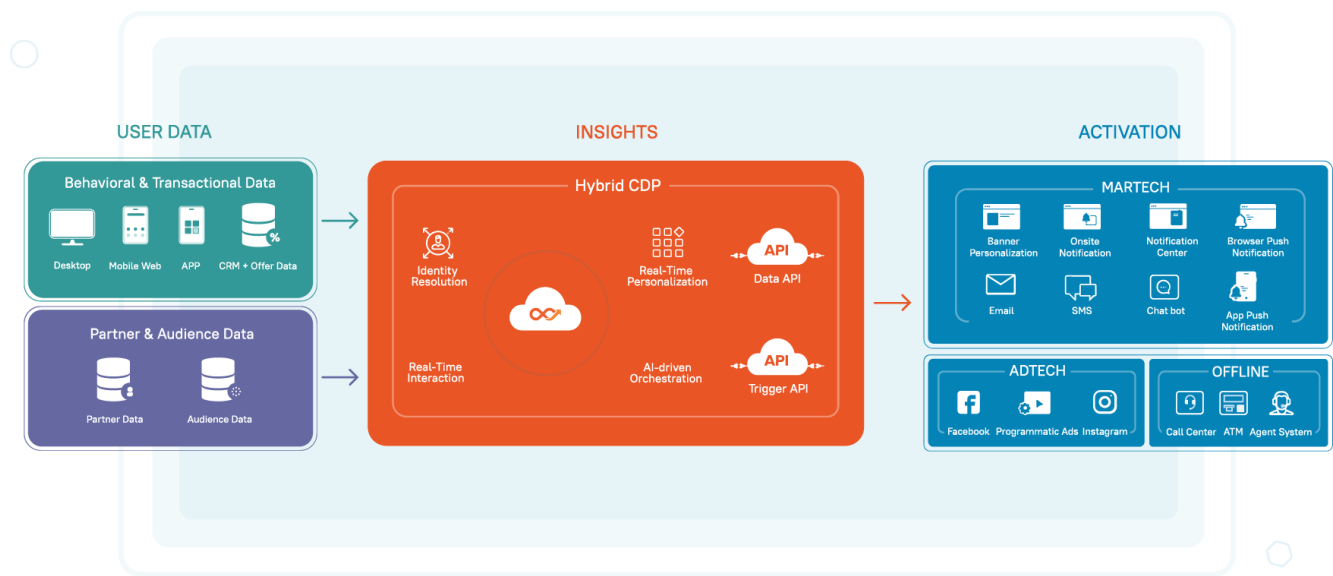 USER DATA
Behavioral & Transactional Data
Desktop
Mobile Web
APP
CRM + Offer Data
%
Partner & Audience Data
Partner Data
Audience Data
INSIGHTS
Hybrid CDP
Identity
Resolution
Real-Time
Personalization
API
Data API
Real-Time
Interaction
AI-driven
Orchestration
API
Trigger API
ACTIVATION
MARTECH
Banner
Personalization
Onsite
Notification
Notification
Center
Browser Push
Notification
Email
SMS
Chat bot
App Push
Notification
ADTECH
Facebook
Programmatic Ads
Instagram
OFFLINE
Call Center
ATM
Agent System